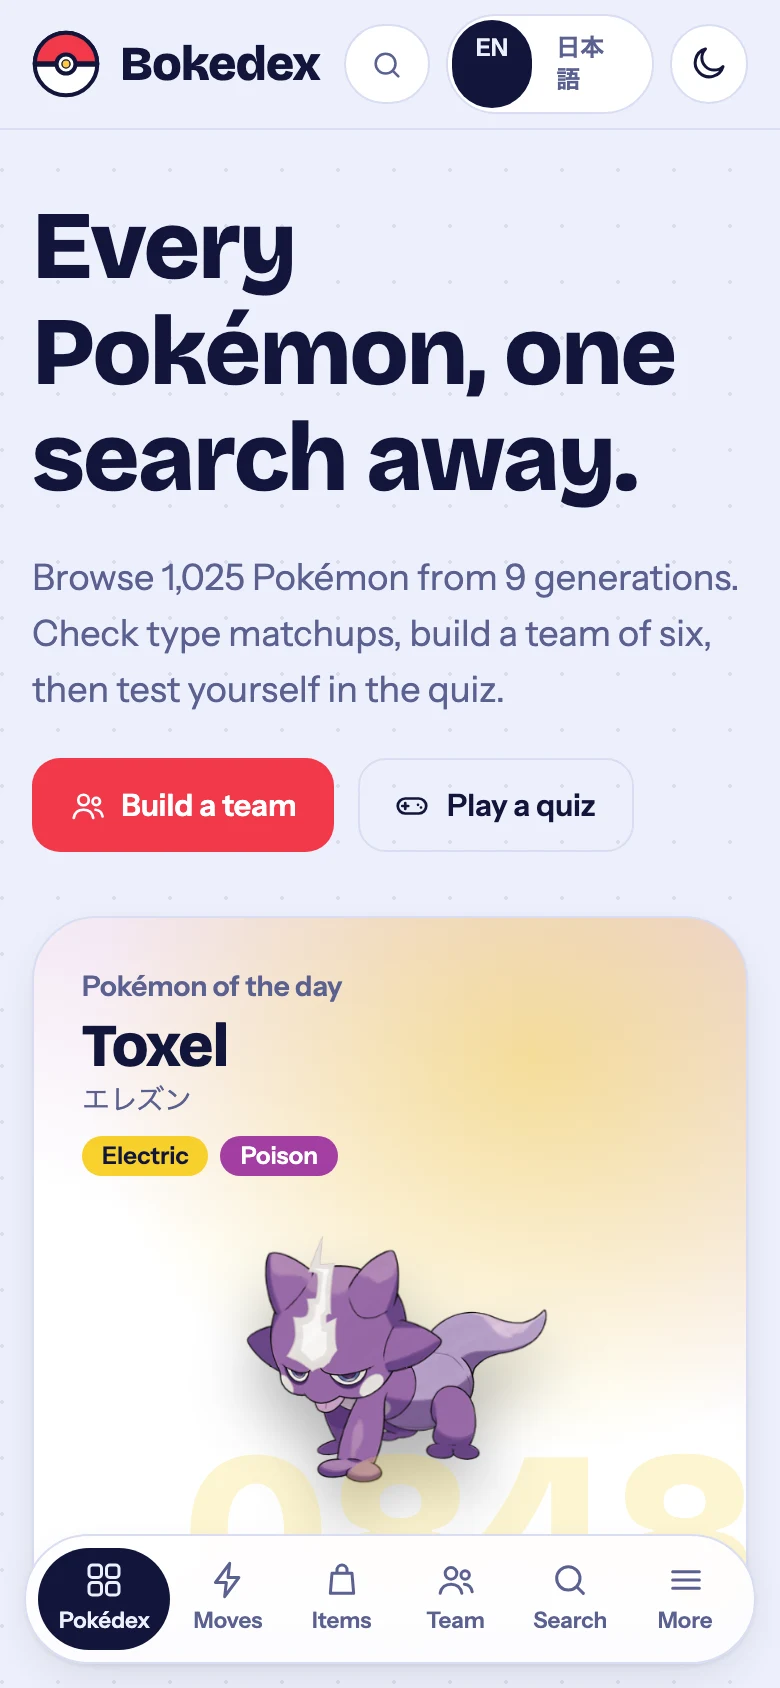 Bokedex
EN
日本
語
Every
Pokémon, one
search away.
Browse 1,025 Pokémon from 9 generations.
Check type matchups, build a team of six,
then test yourself in the quiz.
Build a team
Play a quiz
Pokémon of the day
Toxel
エレズン
Electric
Poison
0848
Pokédex
Moves
Items
Team
Search
More